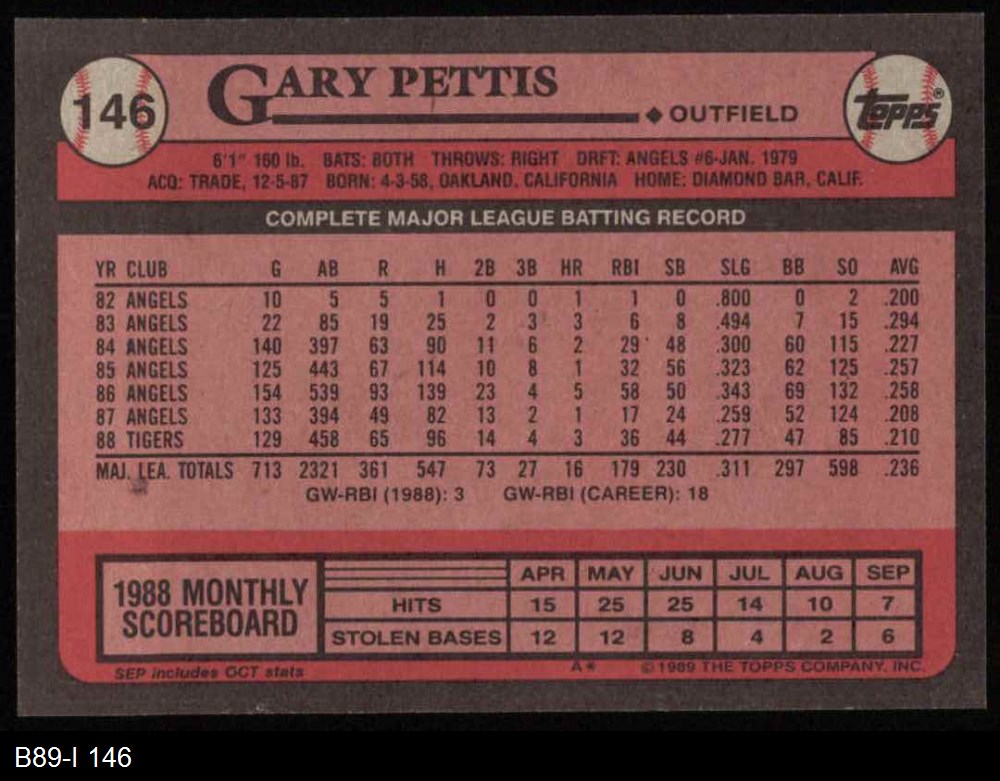 146
GARY PETTIS
◆ OUTFIELD
topps®
6'1" 160 lb. BATS: BOTH THROWS: RIGHT DRFT: ANGELS #6-JAN. 1979
ACQ: TRADE, 12-5-87 BORN: 4-3-58, OAKLAND, CALIFORNIA HOME: DIAMOND BAR, CALIF.
COMPLETE MAJOR LEAGUE BATTING RECORD
YR CLUB G AB R H 2B 3B HR RBI SB SLG BB SO AVG
82 ANGELS 10 5 5 1 0 0 1 1 0 .800 0 2 .200
83 ANGELS 22 85 19 25 2 3 3 6 8 .494 7 15 .294
84 ANGELS 140 397 63 90 11 6 2 29 48 .300 60 115 .227
85 ANGELS 125 443 67 114 10 8 1 32 56 .323 62 125 .257
86 ANGELS 154 539 93 139 23 4 5 58 50 .343 69 132 .258
87 ANGELS 133 394 49 82 13 2 1 17 24 .259 52 124 .208
88 TIGERS 129 458 65 96 14 4 3 36 44 .277 47 85 .210
MAJ. LEA. TOTALS 713 2321 361 547 73 27 16 179 230 .311 297 598 .236
GW-RBI (1988): 3 GW-RBI (CAREER): 18
1988 MONTHLY SCOREBOARD
APR MAY JUN JUL AUG SEP
HITS 15 25 25 14 10 7
STOLEN BASES 12 12 8 4 2 6
SEP includes OCT stats A* © 1989 THE TOPPS COMPANY, INC.
B89-I 146